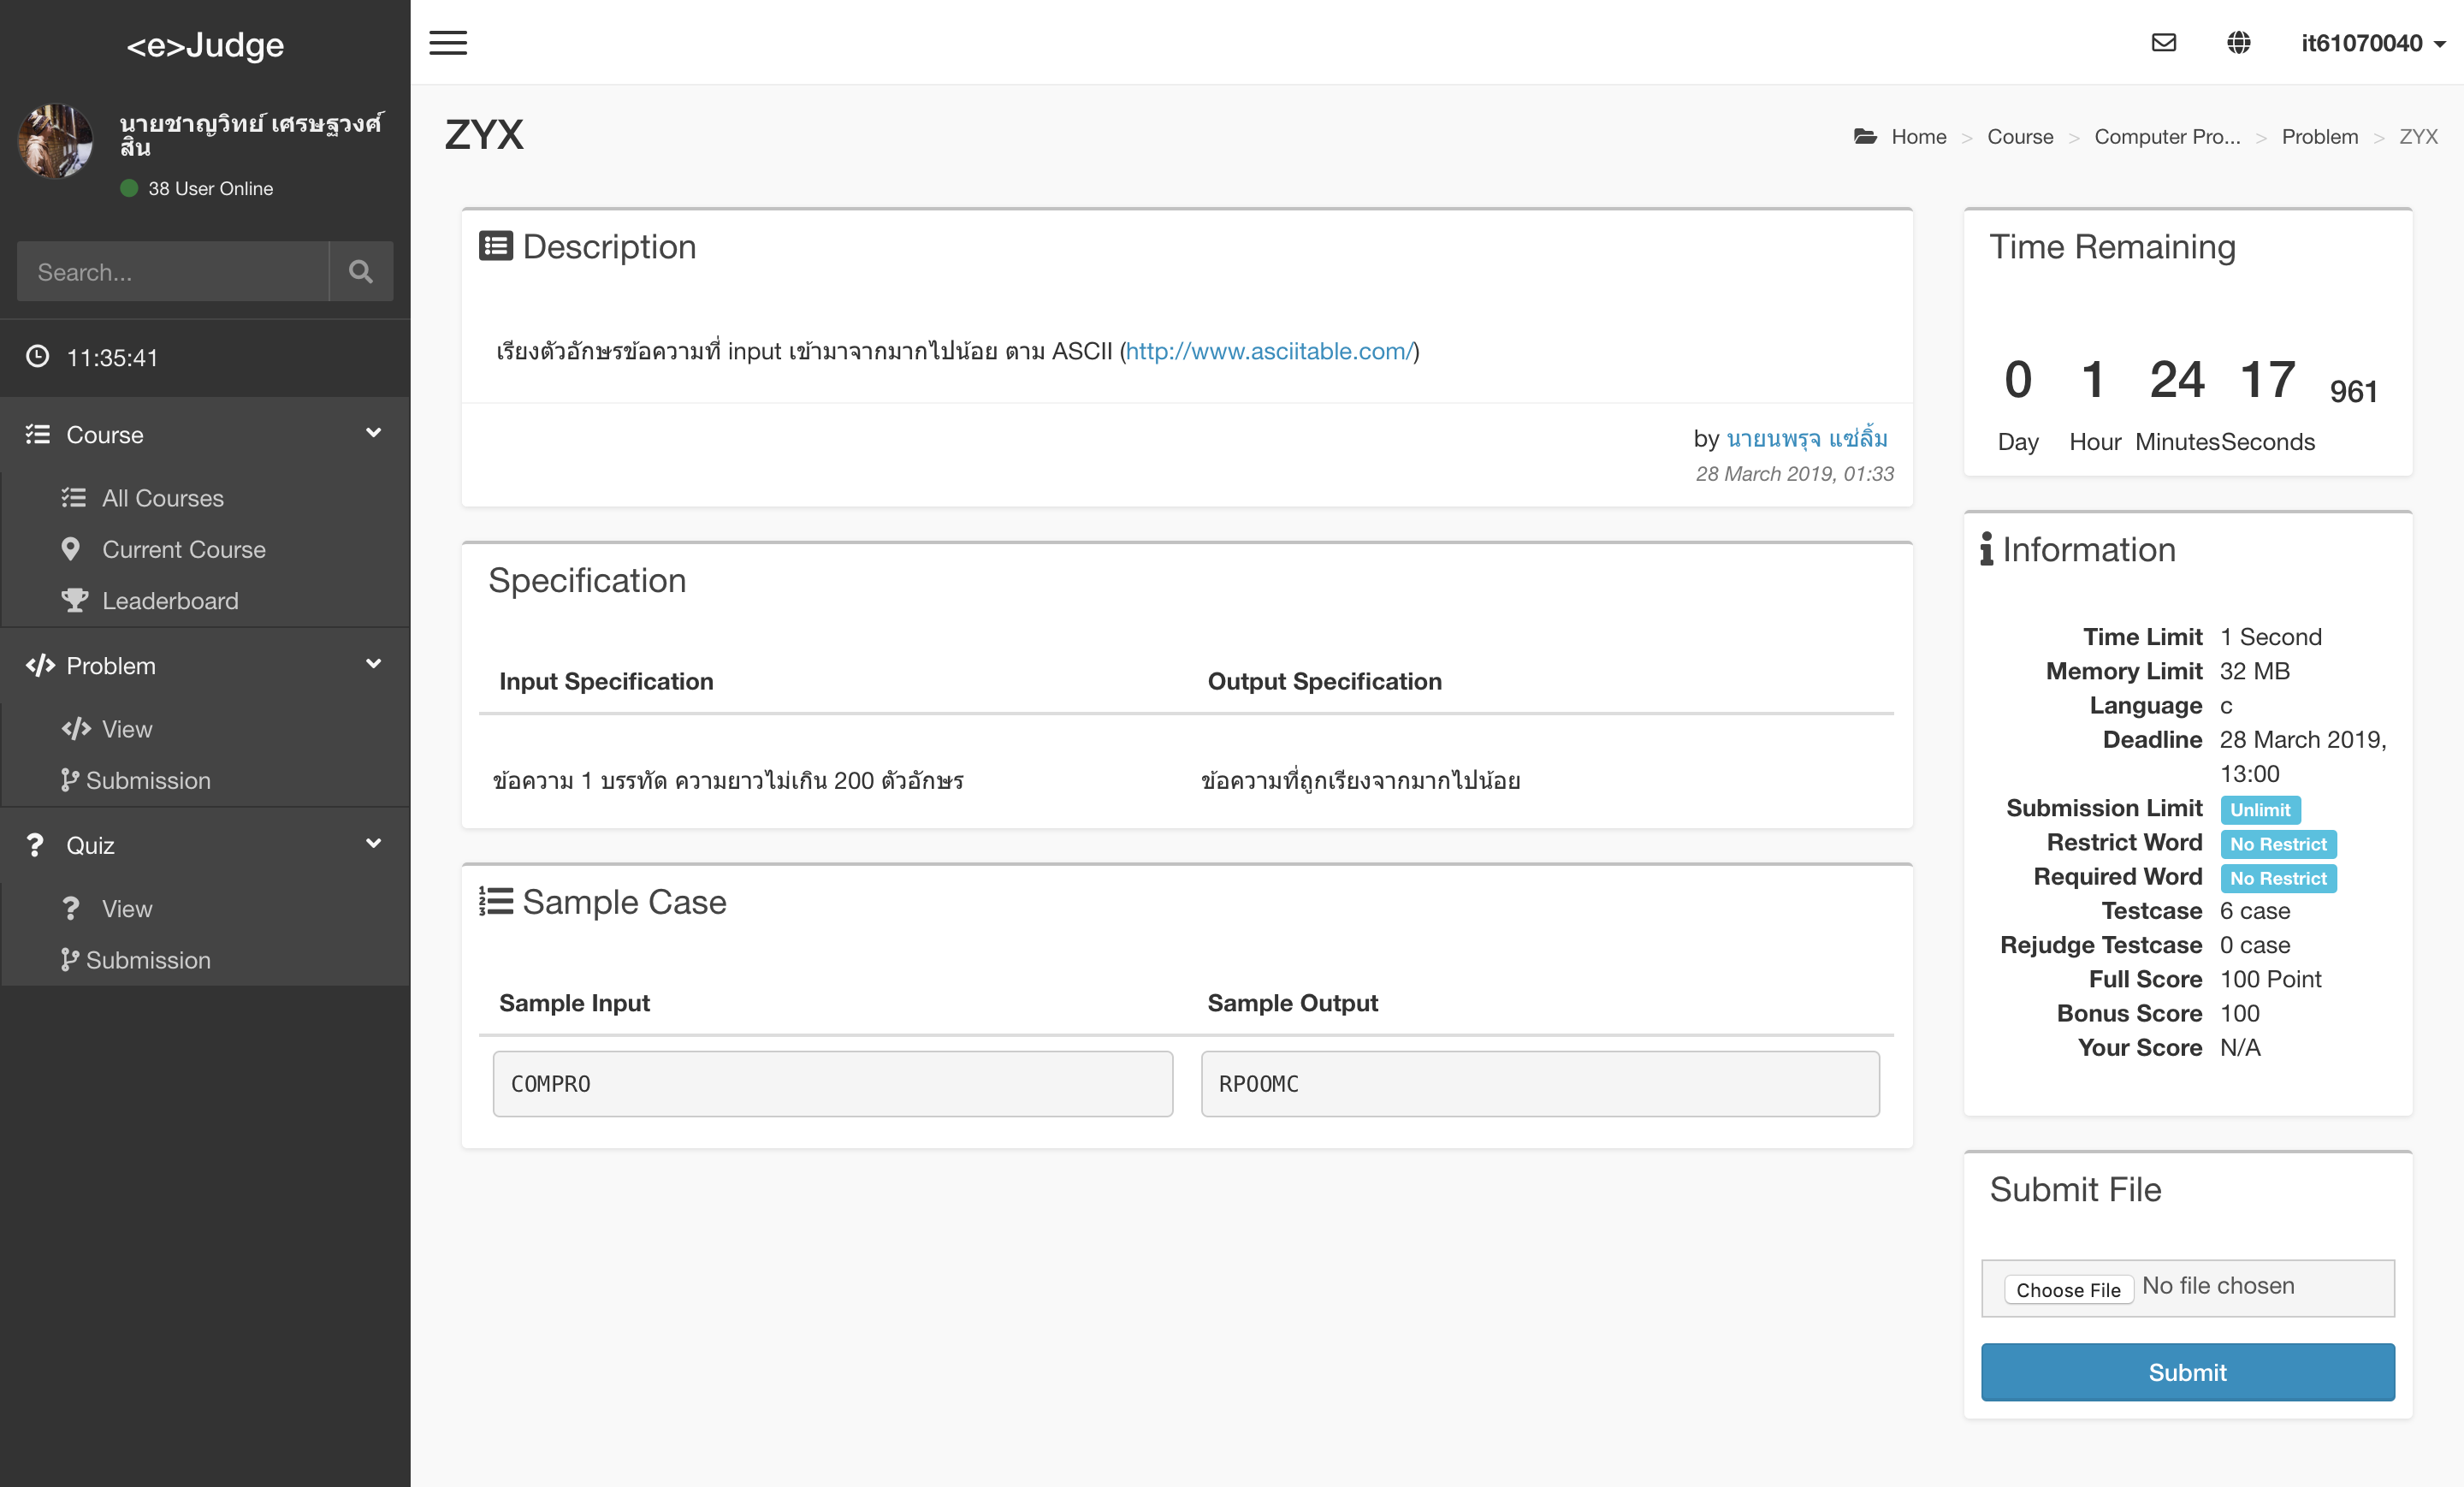 <e>Judge
นายชาญวิทย์ เศรษฐวงศ์
สิน
38 User Online
Search...
11:35:41
Course
All Courses
Current Course
Leaderboard
Problem
View
Submission
Quiz
View
Submission
it61070040
ZYX
Home > Course > Computer Pro... > Problem > ZYX
Description
เรียงตัวอักษรข้อความที่ input เข้ามาจากมากไปน้อย ตาม ASCII (http://www.asciitable.com/)
by นายนพรุจ แซ่ลิ้ม
28 March 2019, 01:33
Specification
Input Specification Output Specification
ข้อความ 1 บรรทัด ความยาวไม่เกิน 200 ตัวอักษร ข้อความที่ถูกเรียงจากมากไปน้อย
Sample Case
Sample Input Sample Output
COMPRO RPOOMC
Time Remaining
0 1 24 17 961
Day Hour Minutes Seconds
Information
Time Limit 1 Second
Memory Limit 32 MB
Language c
Deadline 28 March 2019,
13:00
Submission Limit Unlimit
Restrict Word No Restrict
Required Word No Restrict
Testcase 6 case
Rejudge Testcase 0 case
Full Score 100 Point
Bonus Score 100
Your Score N/A
Submit File
Choose File No file chosen
Submit